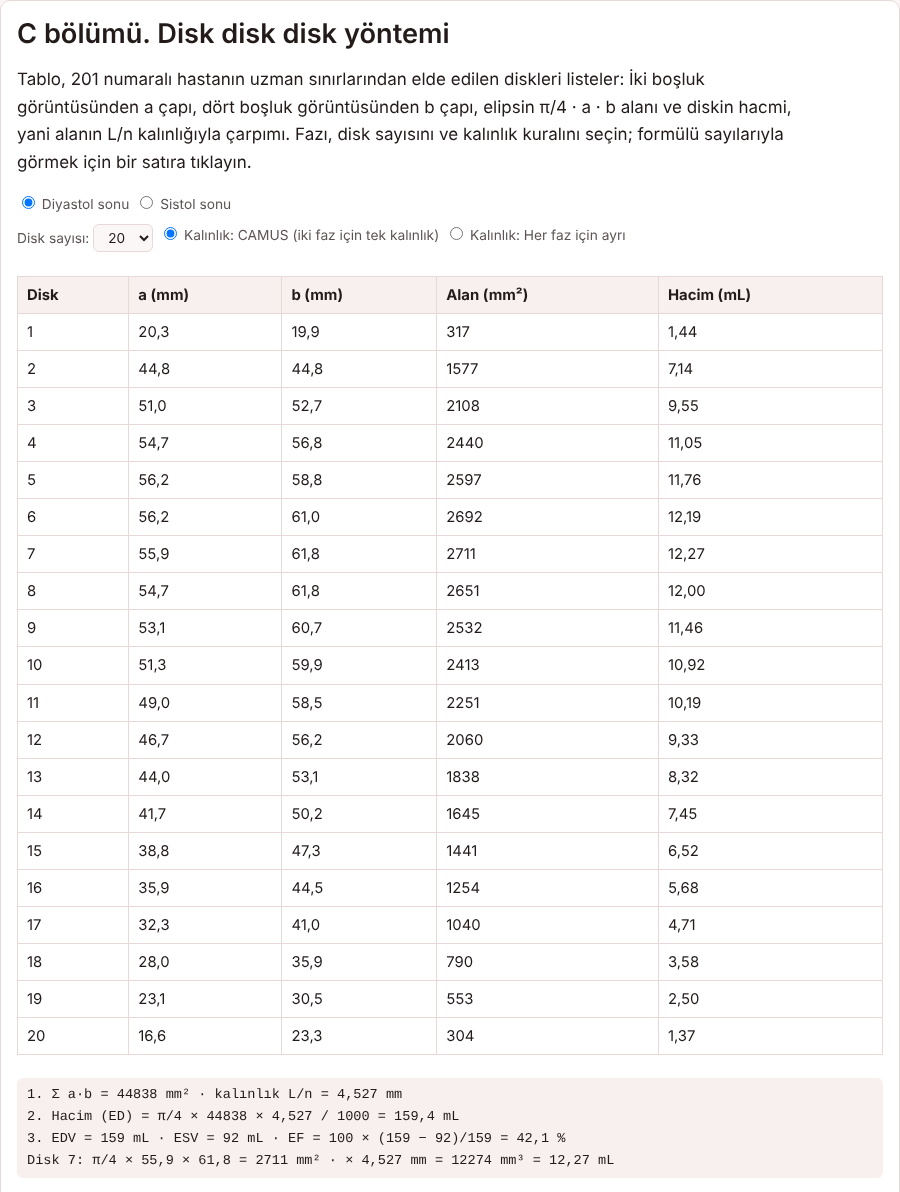 C bölümü. Disk disk disk yöntemi
Tablo, 201 numaralı hastanın uzman sınırlarından elde edilen diskleri listeler: İki boşluk
görüntüsünden a çapı, dört boşluk görüntüsünden b çapı, elipsin π/4 · a · b alanı ve diskin hacmi,
yani alanın L/n kalınlığıyla çarpımı. Fazı, disk sayısını ve kalınlık kuralını seçin; formülü sayılarıyla
görmek için bir satıra tıklayın.
Diyastol sonu Sistol sonu
Disk sayısı: 20 Kalınlık: CAMUS (iki faz için tek kalınlık) Kalınlık: Her faz için ayrı
Disk a (mm) b (mm) Alan (mm²) Hacim (mL)
1 20,3 19,9 317 1,44
2 44,8 44,8 1577 7,14
3 51,0 52,7 2108 9,55
4 54,7 56,8 2440 11,05
5 56,2 58,8 2597 11,76
6 56,2 61,0 2692 12,19
7 55,9 61,8 2711 12,27
8 54,7 61,8 2651 12,00
9 53,1 60,7 2532 11,46
10 51,3 59,9 2413 10,92
11 49,0 58,5 2251 10,19
12 46,7 56,2 2060 9,33
13 44,0 53,1 1838 8,32
14 41,7 50,2 1645 7,45
15 38,8 47,3 1441 6,52
16 35,9 44,5 1254 5,68
17 32,3 41,0 1040 4,71
18 28,0 35,9 790 3,58
19 23,1 30,5 553 2,50
20 16,6 23,3 304 1,37
1. Σ a·b = 44838 mm² · kalınlık L/n = 4,527 mm
2. Hacim (ED) = π/4 × 44838 × 4,527 / 1000 = 159,4 mL
3. EDV = 159 mL · ESV = 92 mL · EF = 100 × (159 − 92)/159 = 42,1 %
Disk 7: π/4 × 55,9 × 61,8 = 2711 mm² · × 4,527 mm = 12274 mm³ = 12,27 mL